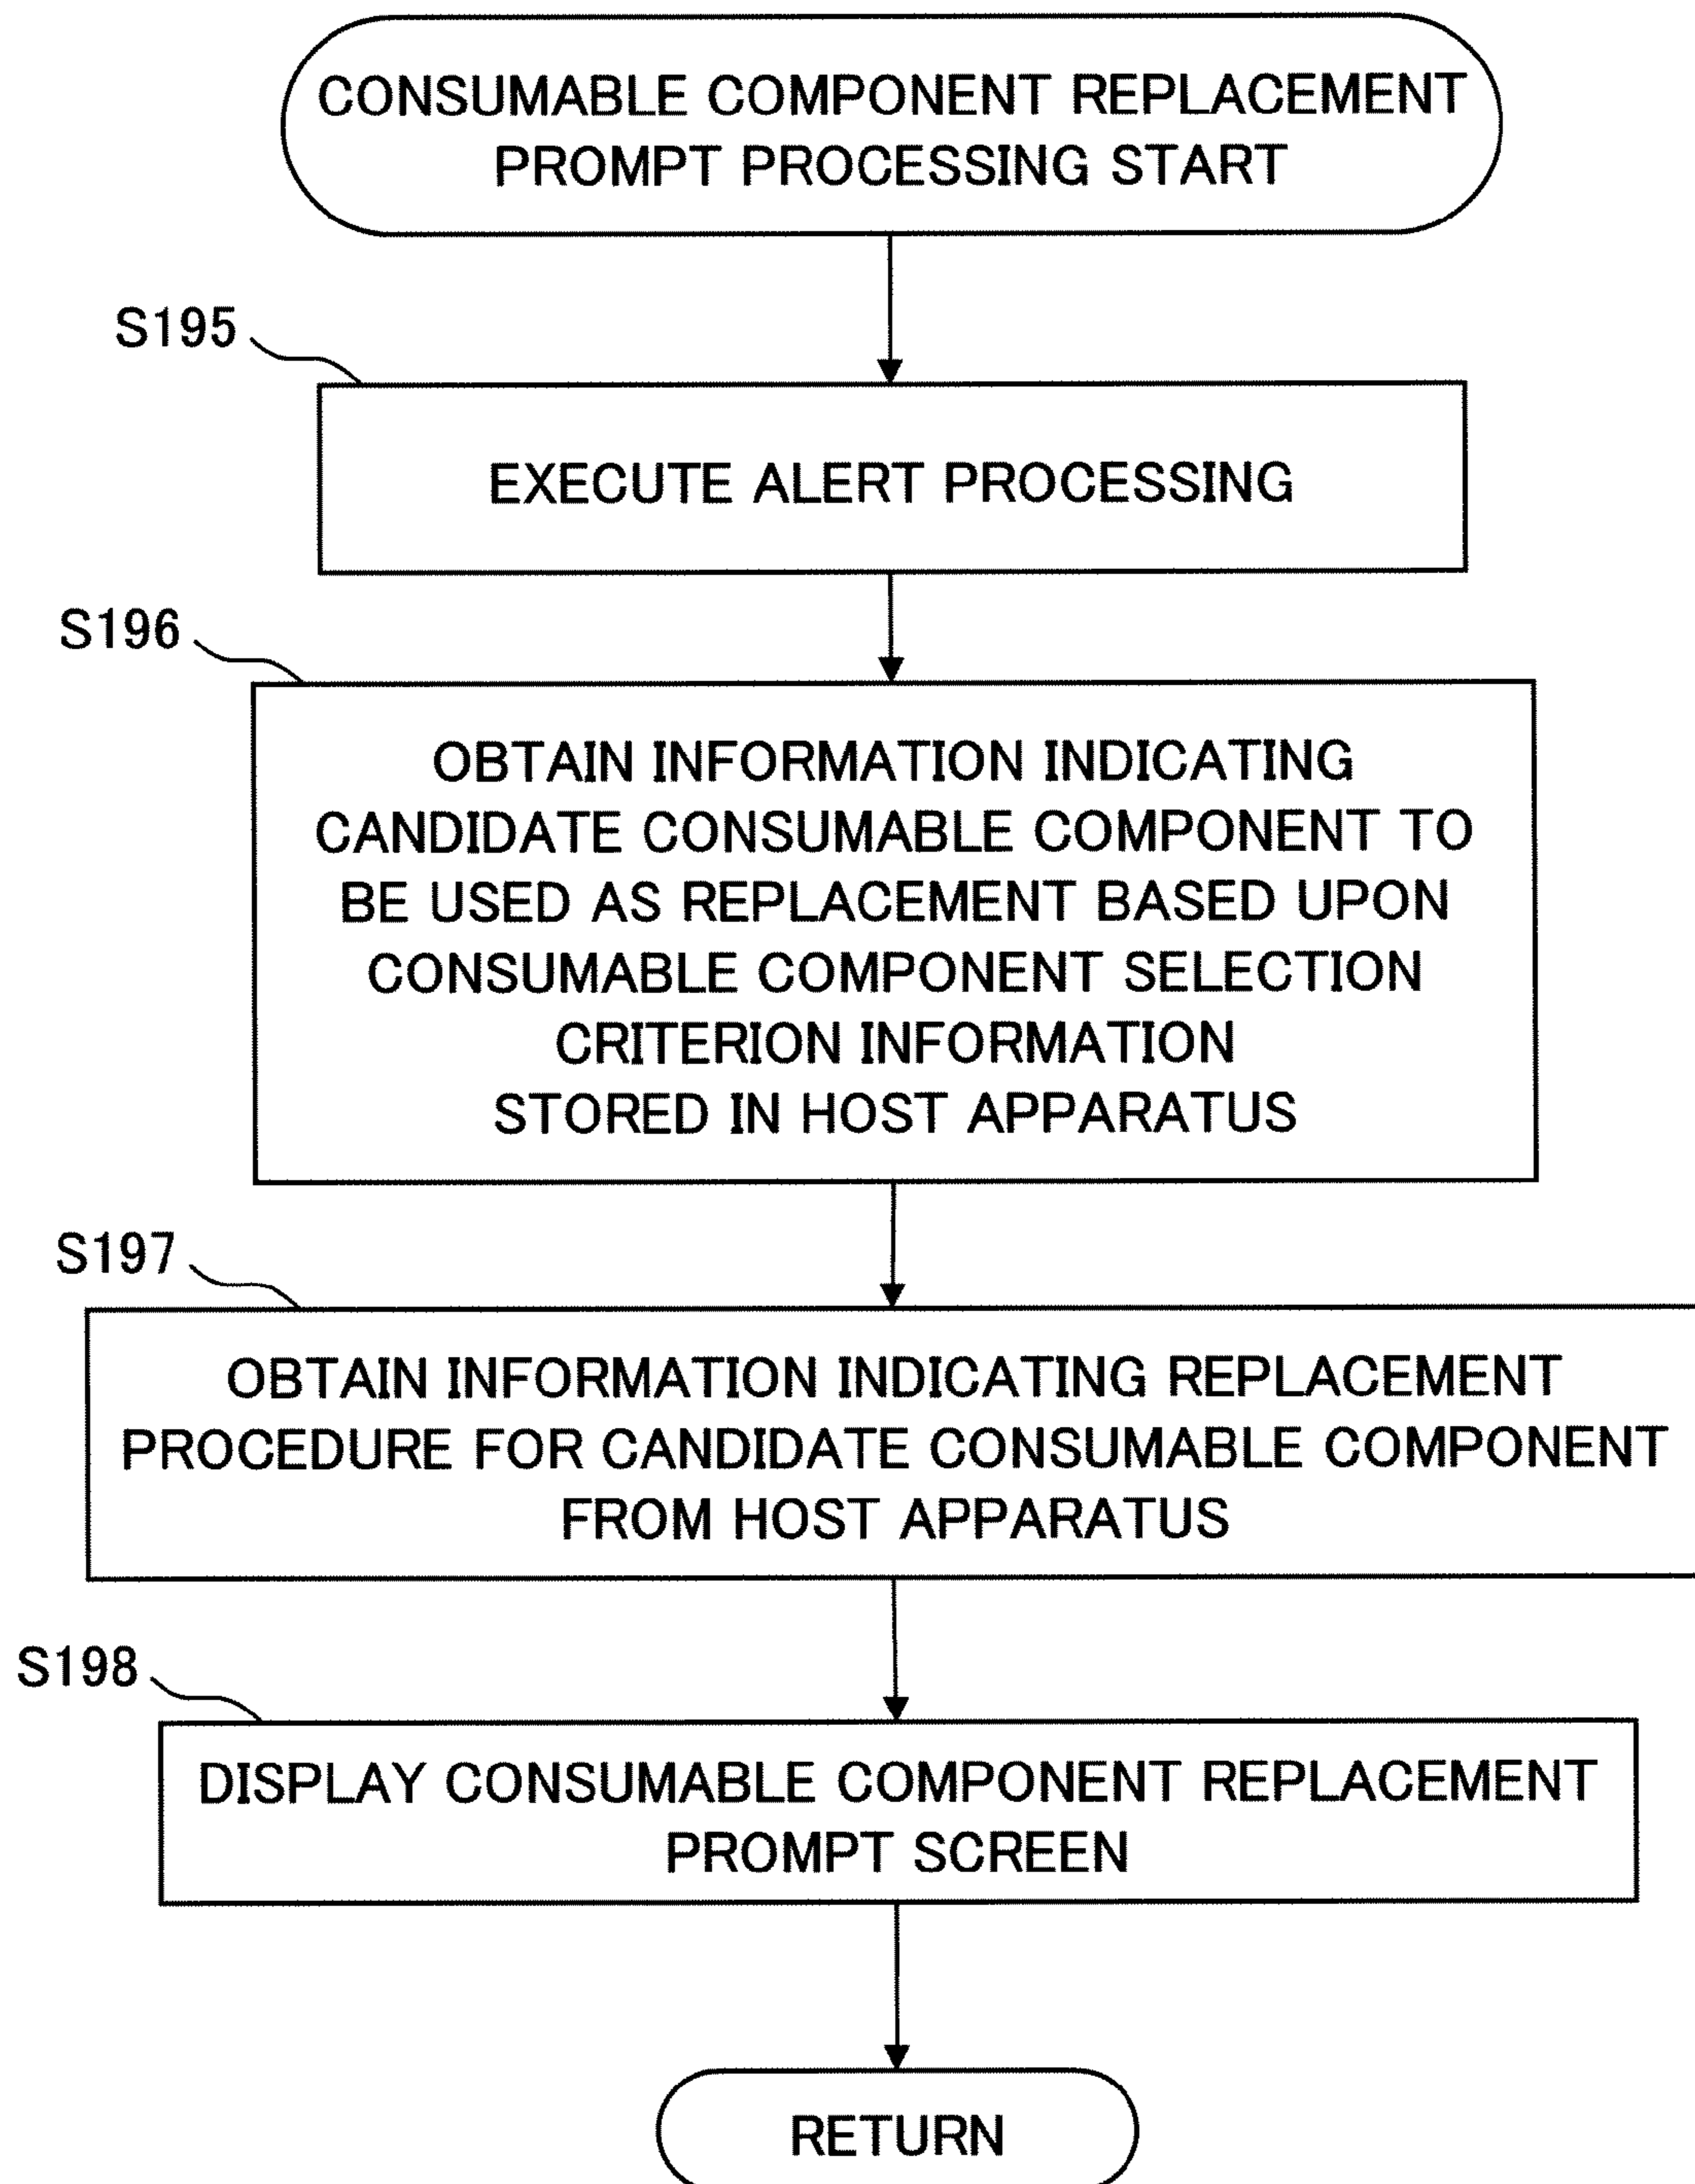 CONSUMABLE COMPONENT REPLACEMENT
PROMPT PROCESSING START
S195
EXECUTE ALERT PROCESSING
S196
OBTAIN INFORMATION INDICATING
CANDIDATE CONSUMABLE COMPONENT TO
BE USED AS REPLACEMENT BASED UPON
CONSUMABLE COMPONENT SELECTION
CRITERION INFORMATION
STORED IN HOST APPARATUS
S197
OBTAIN INFORMATION INDICATING REPLACEMENT
PROCEDURE FOR CANDIDATE CONSUMABLE COMPONENT
FROM HOST APPARATUS
S198
DISPLAY CONSUMABLE COMPONENT REPLACEMENT
PROMPT SCREEN
RETURN